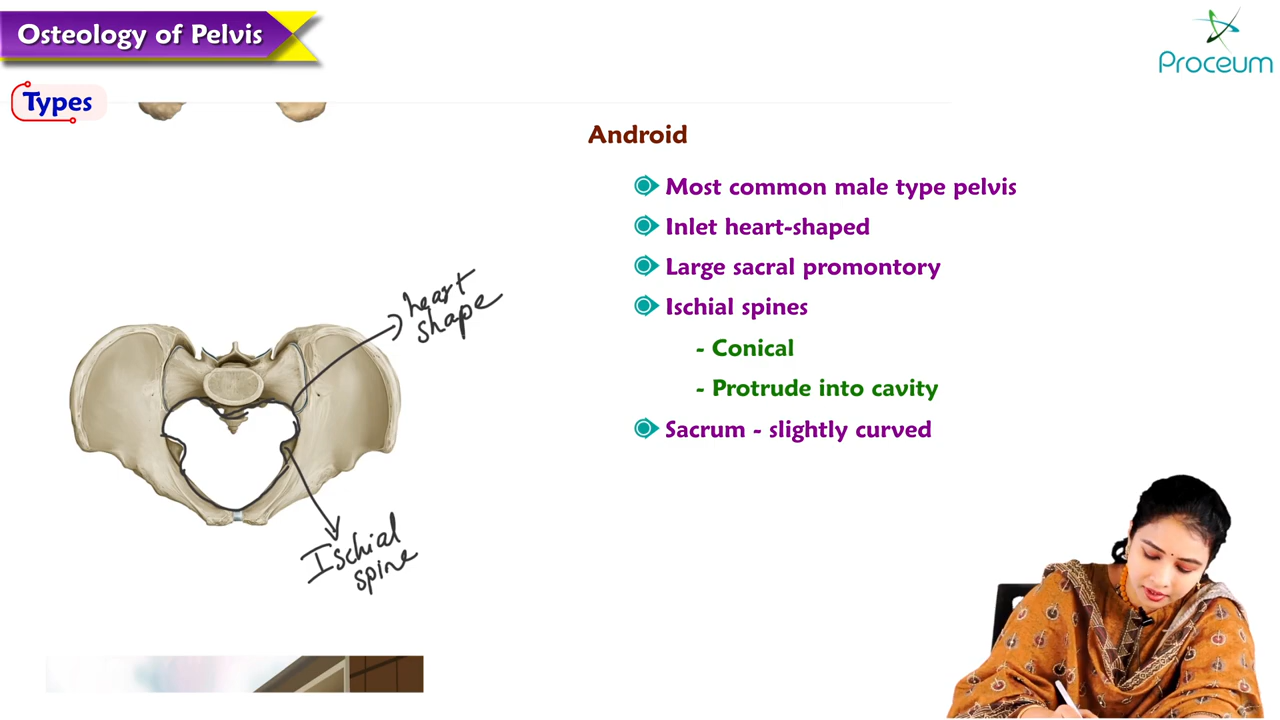 Osteology of Pelvis
Proceum
Types
Android
Most common male type pelvis
Inlet heart-shaped
Large sacral promontory
Ischial spines
- Conical
- Protrude into cavity
Sacrum - slightly curved
heart
shape
Ischial
spine